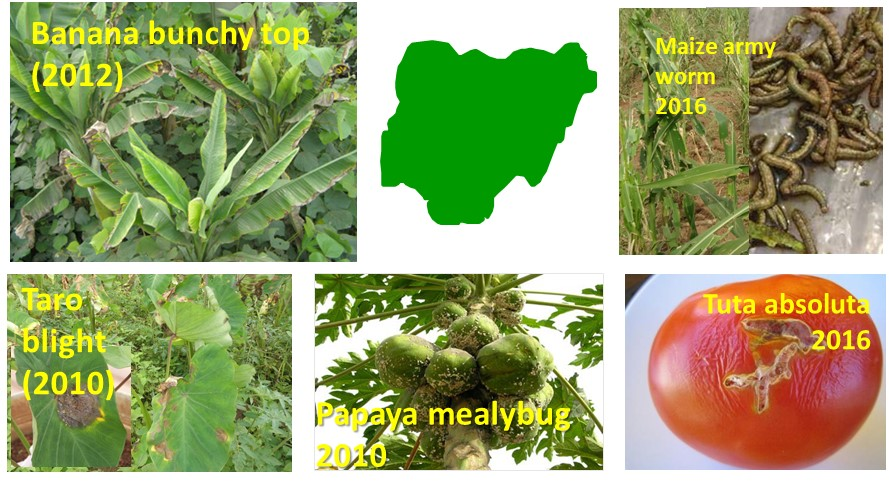 Banana bunchy top
(2012)
Maize army
worm
2016
Taro
blight
(2010)
Papaya mealybug
2010
Tuta absoluta
2016